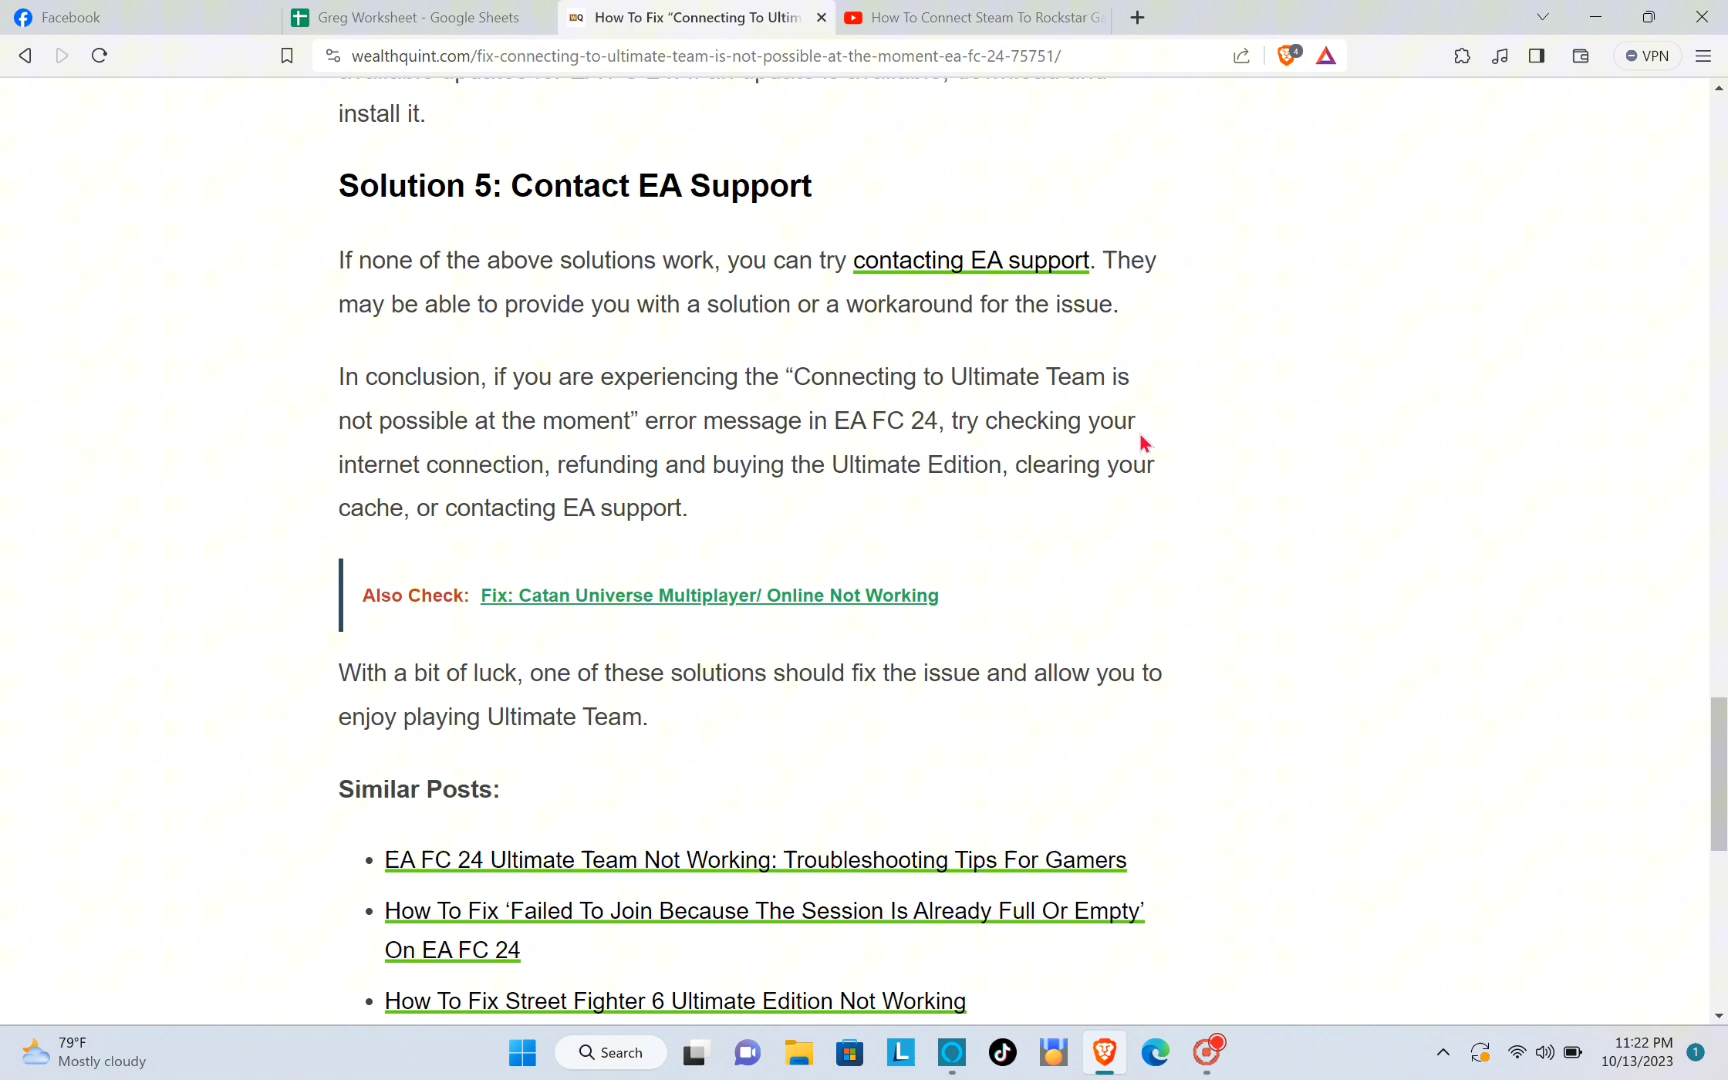 Facebook
Greg Worksheet - Google Sheets
How To Fix “Connecting To Ultim
How To Connect Steam To Rockstar G
wealthquint.com/fix-connecting-to-ultimate-team-is-not-possible-at-the-moment-ea-fc-24-75751/
4
VPN
install it.
Solution 5: Contact EA Support
If none of the above solutions work, you can try contacting EA support. They
may be able to provide you with a solution or a workaround for the issue.
In conclusion, if you are experiencing the “Connecting to Ultimate Team is
not possible at the moment” error message in EA FC 24, try checking your
internet connection, refunding and buying the Ultimate Edition, clearing your
cache, or contacting EA support.
Also Check: Fix: Catan Universe Multiplayer/ Online Not Working
With a bit of luck, one of these solutions should fix the issue and allow you to
enjoy playing Ultimate Team.
Similar Posts:
• EA FC 24 Ultimate Team Not Working: Troubleshooting Tips For Gamers
• How To Fix ‘Failed To Join Because The Session Is Already Full Or Empty’
On EA FC 24
• How To Fix Street Fighter 6 Ultimate Edition Not Working
79°F
Mostly cloudy
Search
L
11:22 PM
10/13/2023
1